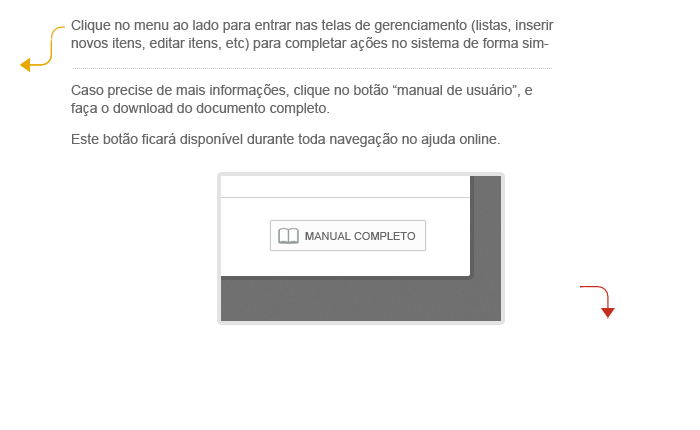 Clique no menu ao lado para entrar nas telas de gerenciamento (listas, inserir
novos itens, editar itens, etc) para completar ações no sistema de forma sim-
Caso precise de mais informações, clique no botão “manual de usuário”, e
faça o download do documento completo.
Este botão ficará disponível durante toda navegação no ajuda online.
MANUAL COMPLETO